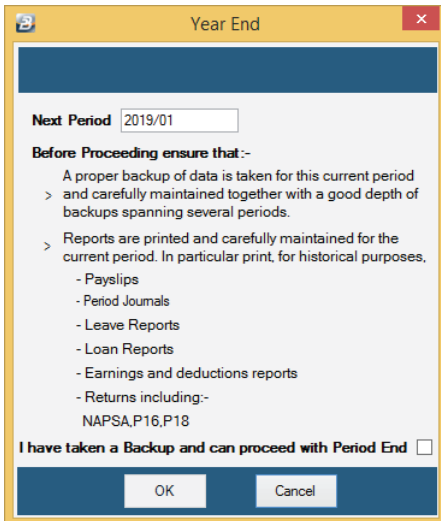 Year End
Next Period 2019/01
Before Proceeding ensure that:-
A proper backup of data is taken for this current period
> and carefully maintained together with a good depth of
backups spanning several periods.
> Reports are printed and carefully maintained for the
current period. In particular print, for historical purposes,
- Payslips
- Period Journals
- Leave Reports
- Loan Reports
- Earnings and deductions reports
- Returns including:-
NAPSA,P16,P18
I have taken a Backup and can proceed with Period End
OK Cancel